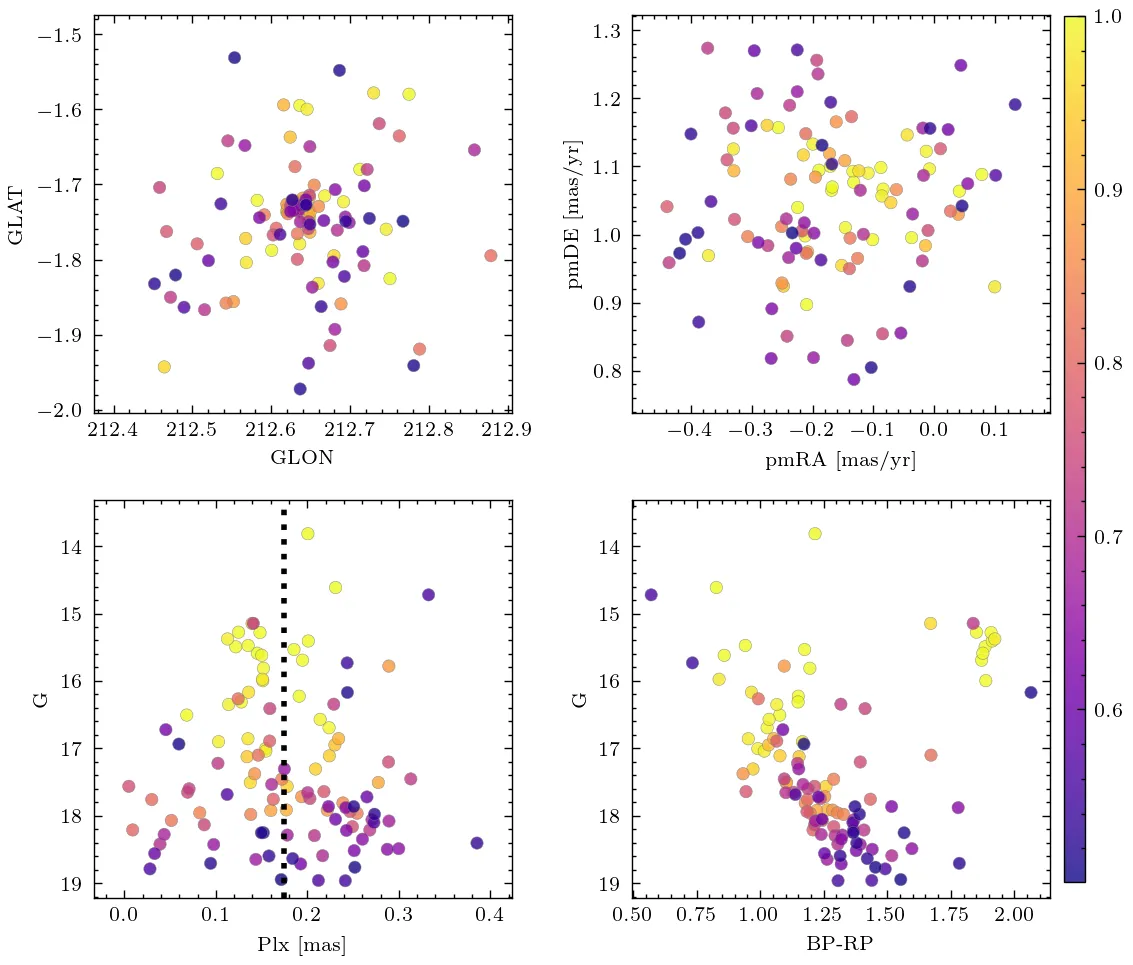 −1.5
−1.6
−1.7
−1.8
−1.9
−2.0
GLAT
212.4 212.5 212.6 212.7 212.8 212.9
GLON
1.3
1.2
1.1
1.0
0.9
0.8
pmDE [mas/yr]
−0.4 −0.3 −0.2 −0.1 0.0 0.1
pmRA [mas/yr]
1.0
0.9
0.8
0.7
0.6
14
15
16
17
18
19
G
0.0 0.1 0.2 0.3 0.4
Plx [mas]
14
15
16
17
18
19
G
0.50 0.75 1.00 1.25 1.50 1.75 2.00
BP-RP